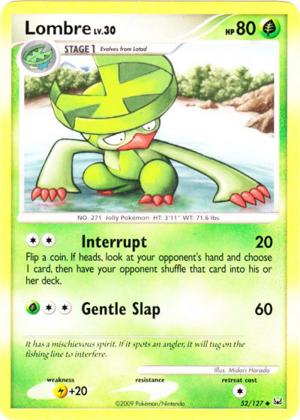 Lombre LV.30 HP 80
STAGE 1 Evolves from Lotad
NO. 271 Jolly Pokémon HT: 3'11" WT: 71.6 lbs.
Interrupt 20
Flip a coin. If heads, look at your opponent's hand and choose
1 card, then have your opponent shuffle that card into his or
her deck.
Gentle Slap 60
It has a mischievous spirit. If it spots an angler, it will tug on the
fishing line to interfere.
Illus. Midori Harada
weakness resistance retreat cost
+20
©2009 Pokémon/Nintendo 52/127